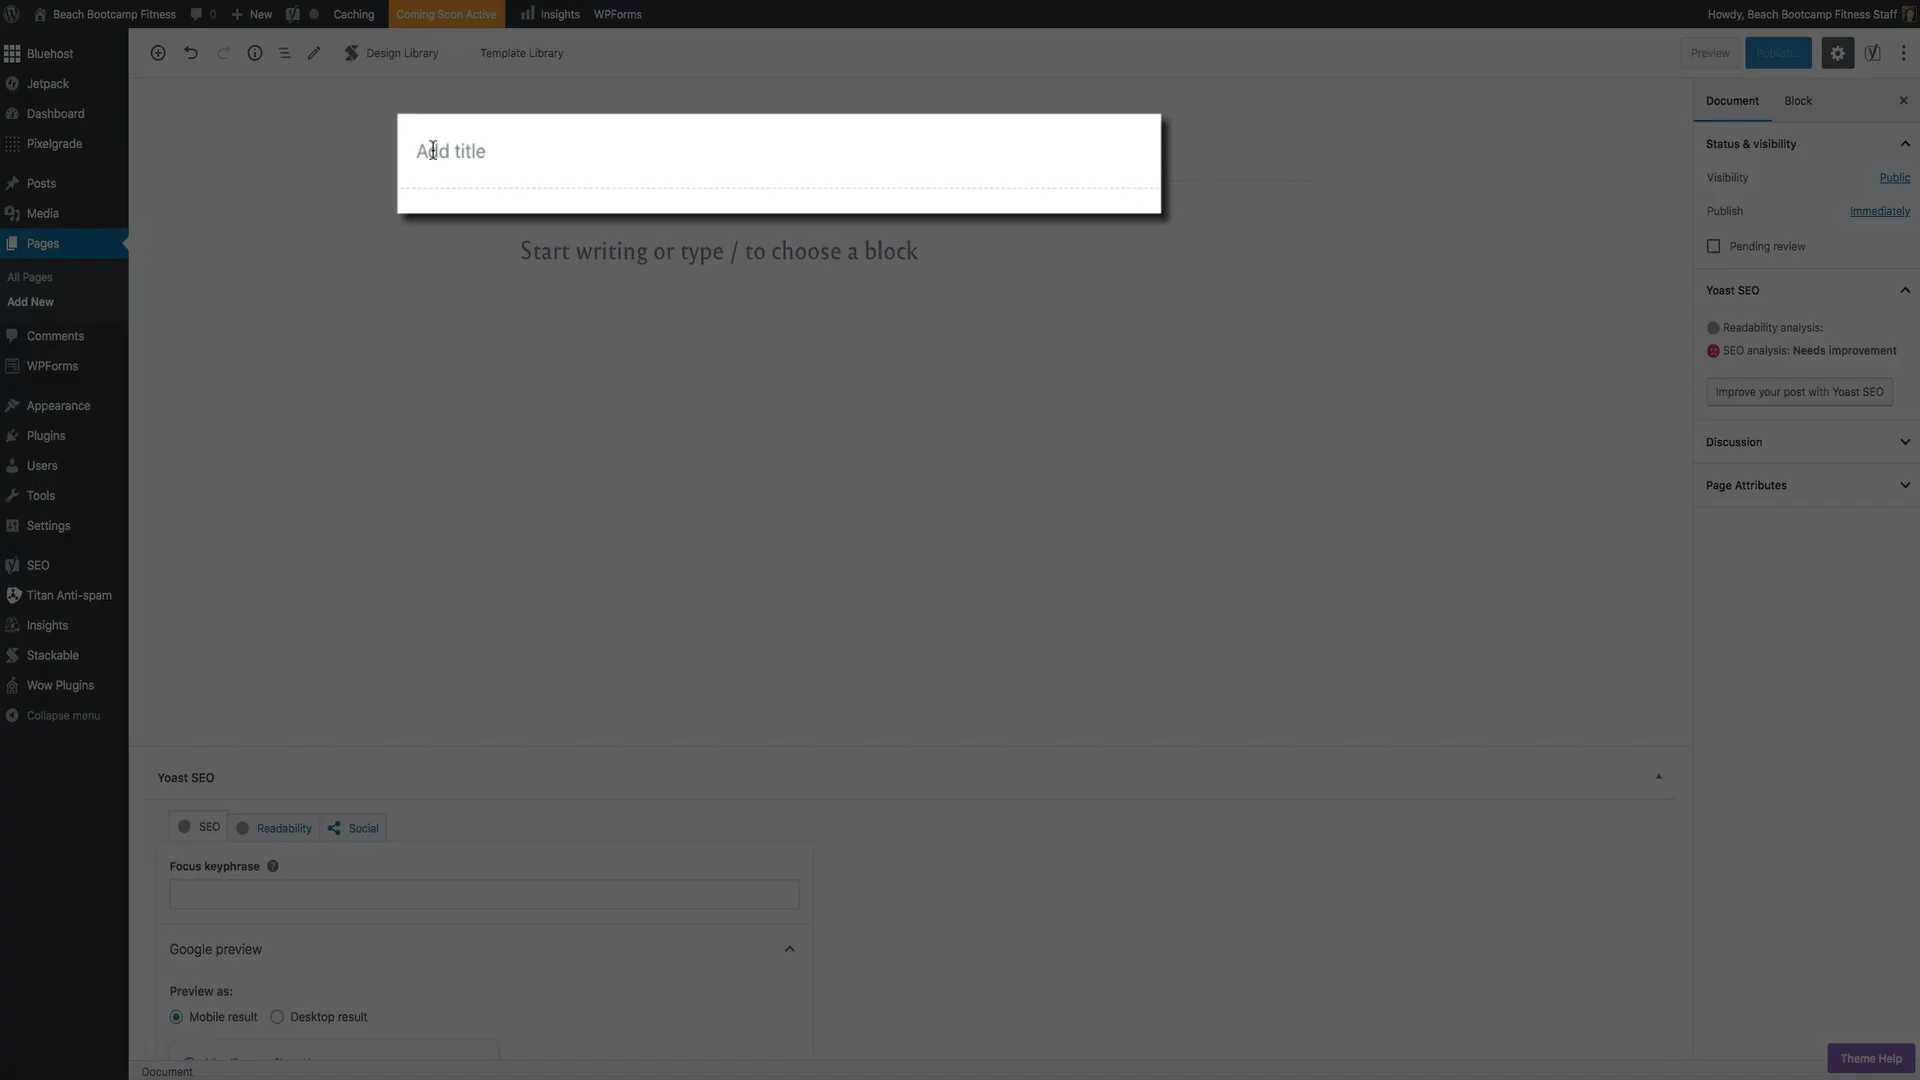 Beach Bootcamp Fitness
0
New
Caching
Coming Soon Active
Insights
WPForms
Howdy, Beach Bootcamp Fitness Staff
Bluehost
Jetpack
Dashboard
Pixelgrade
Posts
Media
Pages
All Pages
Add New
Comments
WPForms
Appearance
Plugins
Users
Tools
Settings
SEO
Titan Anti-spam
Insights
Stackable
Wow Plugins
Collapse menu
Design Library
Template Library
Preview
Publish...
Add title
Start writing or type / to choose a block
Document
Block
Status & visibility
Visibility
Public
Publish
Immediately
Pending review
Yoast SEO
Readability analysis:
SEO analysis: Needs improvement
Improve your post with Yoast SEO
Discussion
Page Attributes
Yoast SEO
SEO
Readability
Social
Focus keyphrase
Google preview
Preview as:
Mobile result
Desktop result
Document
Theme Help